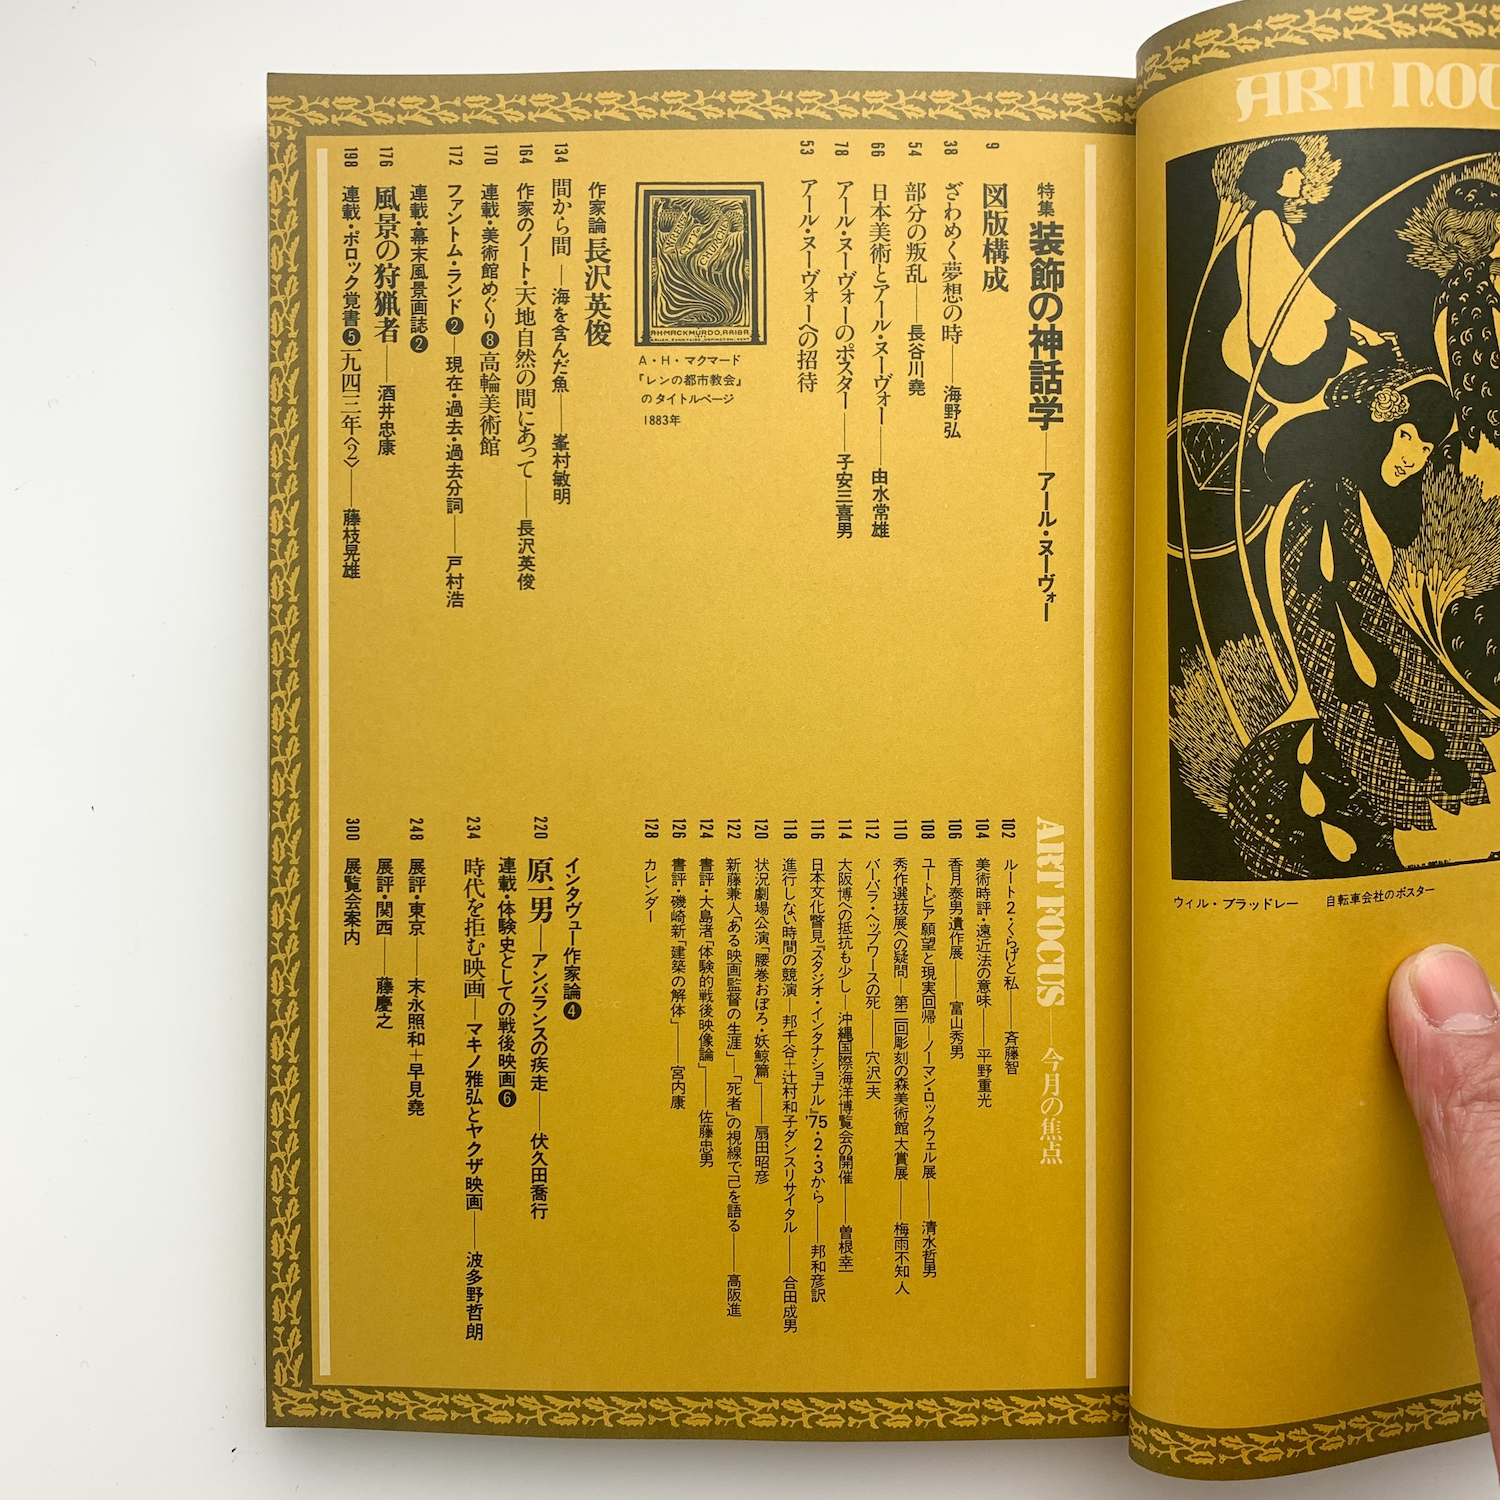 ART NOU
ウィル・ブラッドレー 自転車会社のポスター
特集 装飾の神話学——アール・ヌーヴォー
9 図版構成
38 ざわめく夢想の時——海野弘
54 部分の叛乱——長谷川堯
66 日本美術とアール・ヌーヴォー——由水常雄
78 アール・ヌーヴォーのポスター——子安三喜男
53 アール・ヌーヴォーへの招待
WREN'S CITY CHURCHES
A·H·MACKMURDO, ARIBA
A・H・マクマード
『レンの都市教会』
のタイトルページ
1883年
作家論 長沢英俊
134 間から間——海を含んだ魚——峯村敏明
164 作家のノート・天地自然の間にあって——長沢英俊
170 連載・美術館めぐり❽高輪美術館
172 ファントム・ランド❷——現在・過去・過去分詞——戸村浩
連載・幕末風景画誌❷
176 風景の狩猟者——酒井忠康
198 連載・ポロック覚書❺一九四三年〈2〉——藤枝晃雄
ART FOCUS——今月の焦点
102 ルート2・くらげと私——斉藤智
104 美術時評・遠近法の意味——平野重光
106 香月泰男遺作展——富山秀男
108 ユートピア願望と現実回帰—ノーマン・ロックウェル展——清水哲男
110 秀作選抜展への疑問—第二回彫刻の森美術館大賞展——梅雨不知人
112 バーバラ・ヘップワースの死——穴沢一夫
114 大阪博への抵抗も少し—沖縄国際海洋博覧会の開催——曽根幸一
116 日本文化瞥見『スタジオ・インタナショナル』'75・2・3から——邦和彦訳
118 進行しない時間の競演—邦千谷＋辻村和子ダンスリサイタル——合田成男
120 状況劇場公演「腰巻おぼろ・妖鯨篇」——扇田昭彦
122 新藤兼人「ある映画監督の生涯」—「死者」の視線で己を語る——高阪進
124 書評・大島渚「体験的戦後映像論」——佐藤忠男
126 書評・磯崎新「建築の解体」——宮内康
128 カレンダー
インタヴュー作家論❹
220 原一男——アンバランスの疾走——伏久田喬行
連載・体験史としての戦後映画❻
234 時代を拒む映画——マキノ雅弘とヤクザ映画——波多野哲朗
248 展評・東京——末永照和＋早見堯
展評・関西——藤慶之
300 展覧会案内